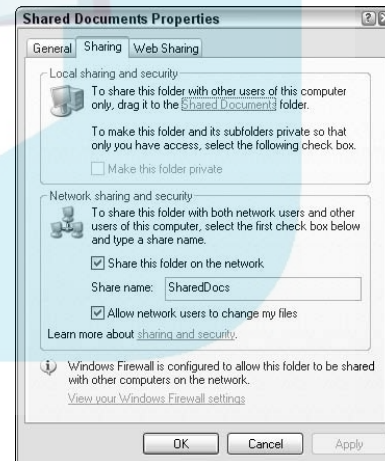 Shared Documents Properties
General Sharing Web Sharing
Local sharing and security
To share this folder with other users of this computer
only, drag it to the Shared Documents folder.
To make this folder and its subfolders private so that
only you have access, select the following check box.
Make this folder private
Network sharing and security
To share this folder with both network users and other
users of this computer, select the first check box below
and type a share name.
Share this folder on the network
Share name: SharedDocs
Allow network users to change my files
Learn more about sharing and security.
Windows Firewall is configured to allow this folder to be shared
with other computers on the network.
View your Windows Firewall settings
OK Cancel Apply